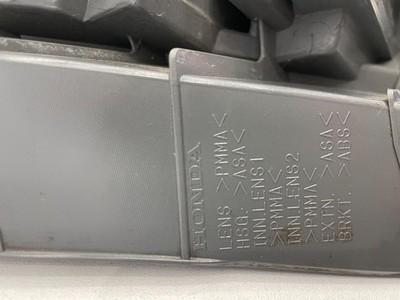 HONDA
LENS >PMMA<
HSG. >ASA<
INN.LENS1
>PMMA<
INN.LENS2
>PMMA<
EXTN. >ASA<
BRKT. >ABS<